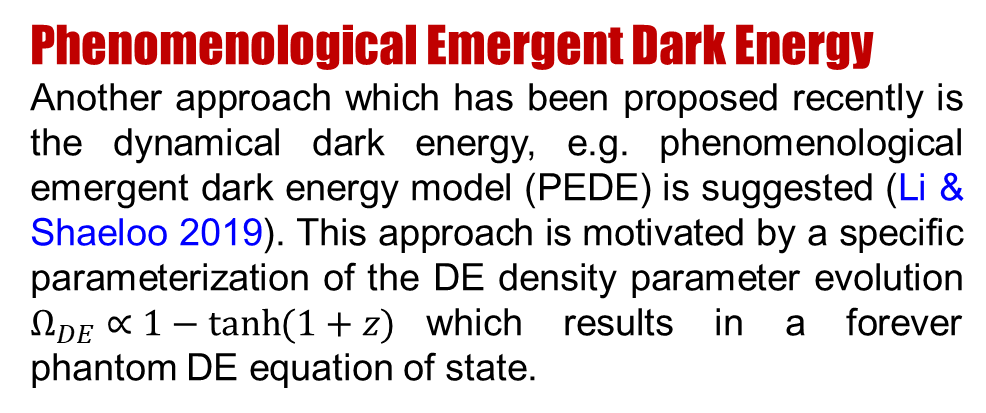 Phenomenological Emergent Dark Energy
Another approach which has been proposed recently is
the dynamical dark energy, e.g. phenomenological
emergent dark energy model (PEDE) is suggested (Li &
Shaeloo 2019). This approach is motivated by a specific
parameterization of the DE density parameter evolution
Ω_{DE} ∝ 1 − tanh(1 + z) which results in a forever
phantom DE equation of state.